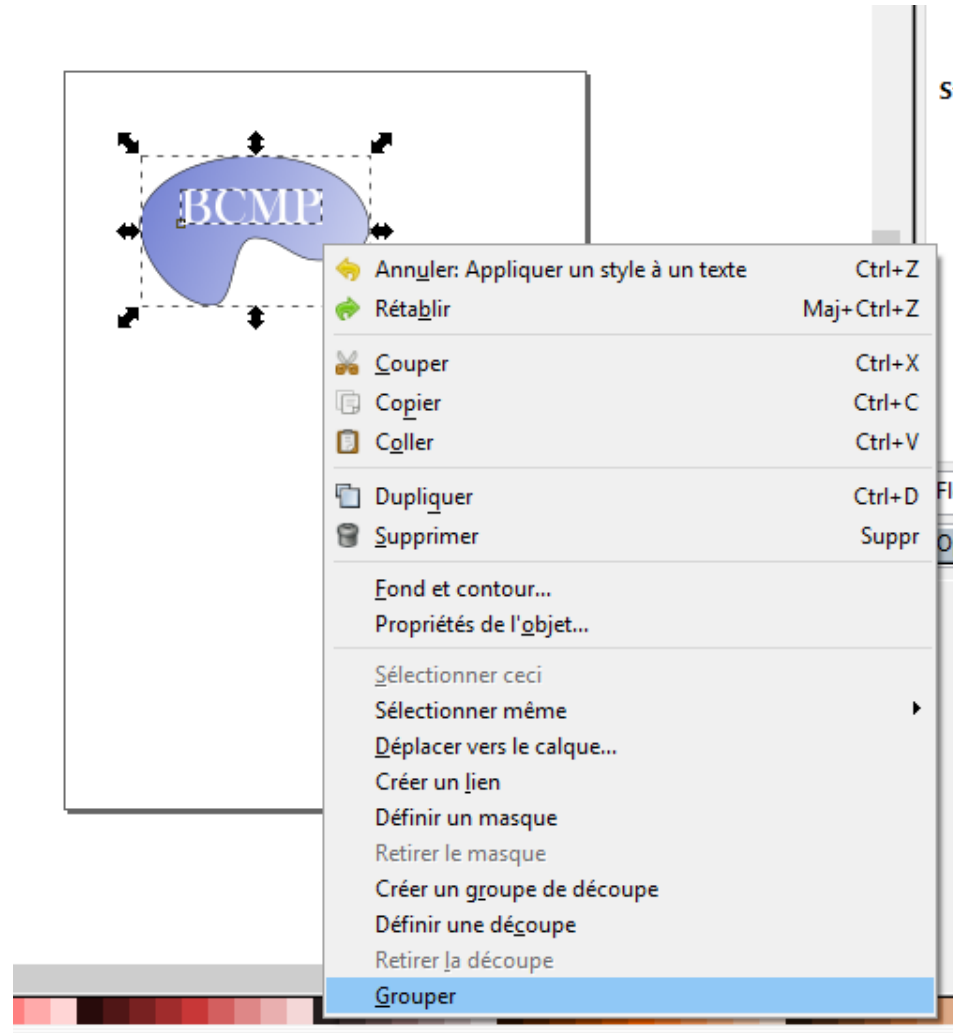 S
BCMP
Annuler: Appliquer un style à un texte Ctrl+Z
Rétablir Maj+Ctrl+Z
Couper Ctrl+X
Copier Ctrl+C
Coller Ctrl+V
Dupliquer Ctrl+D
Supprimer Suppr
Fond et contour...
Propriétés de l'objet...
Sélectionner ceci
Sélectionner même
Déplacer vers le calque...
Créer un lien
Définir un masque
Retirer le masque
Créer un groupe de découpe
Définir une découpe
Retirer la découpe
Grouper